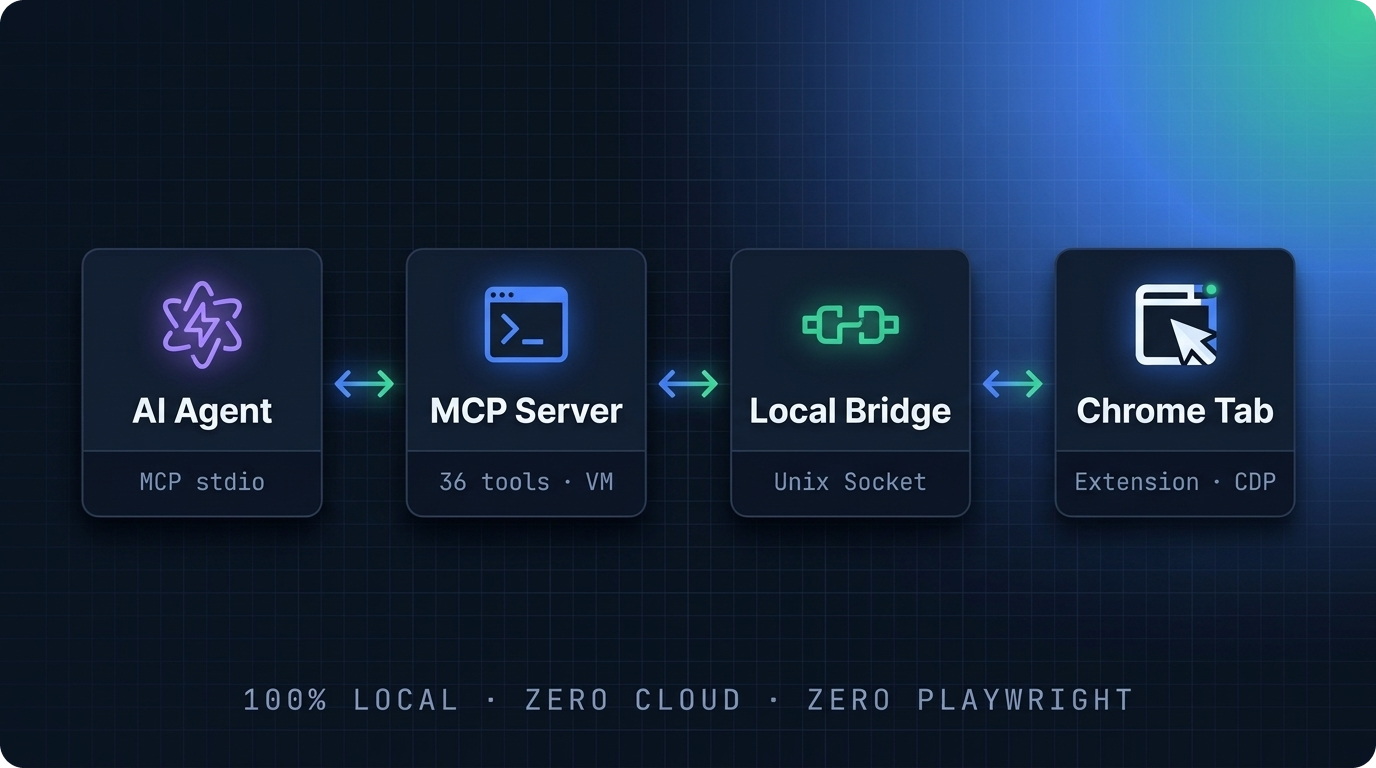 AI Agent
MCP stdio
MCP Server
36 tools · VM
Local Bridge
Unix Socket
Chrome Tab
Extension · CDP
100% LOCAL · ZERO CLOUD · ZERO PLAYWRIGHT